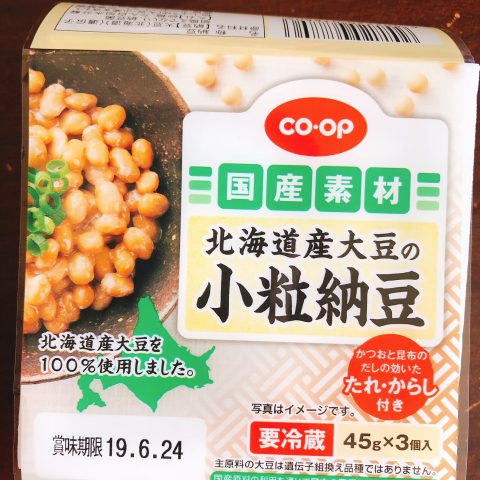 CO·OP
国産素材
北海道産大豆の
小粒納豆
北海道産大豆を
100%使用しました。
かつおと昆布の
だしの効いた
たれ・からし
付き
写真はイメージです。
賞味期限 19.6.24
要冷蔵 45g×3個入
主原料の大豆は遺伝子組換え品種ではありません。